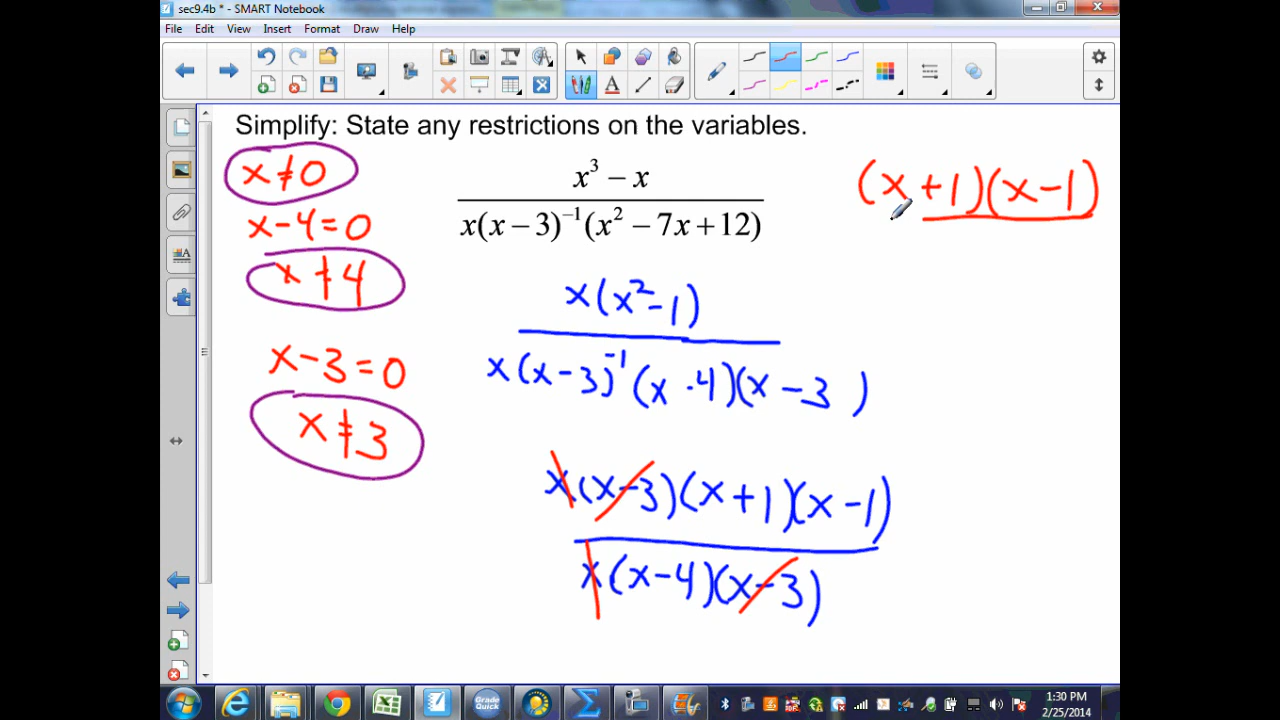 sec9.4b * - SMART Notebook
File Edit View Insert Format Draw Help
Simplify: State any restrictions on the variables.
x ≠ 0
x³ − x
x(x − 3)⁻¹(x² − 7x + 12)
(x+1)(x−1)
x−4=0
x ≠ 4
x(x²−1)
x(x−3)⁻¹(x-4)(x−3)
x−3=0
x ≠ 3
x(x−3)(x+1)(x−1)
x(x−4)(x−3)
Grade Quick
1:30 PM
2/25/2014